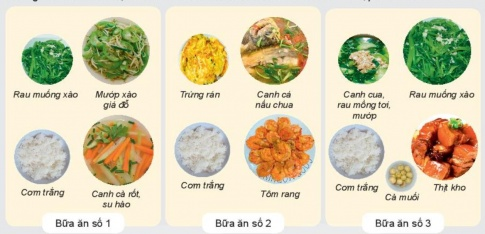 Rau muống xào
Mướp xào
giá đỗ
Cơm trắng
Canh cà rốt,
su hào
Bữa ăn số 1
Trứng rán
Canh cá
nấu chua
Cơm trắng
Tôm rang
Bữa ăn số 2
Canh cua,
rau mồng tơi,
mướp
Rau muống xào
Cơm trắng
Cà muối
Thịt kho
Bữa ăn số 3